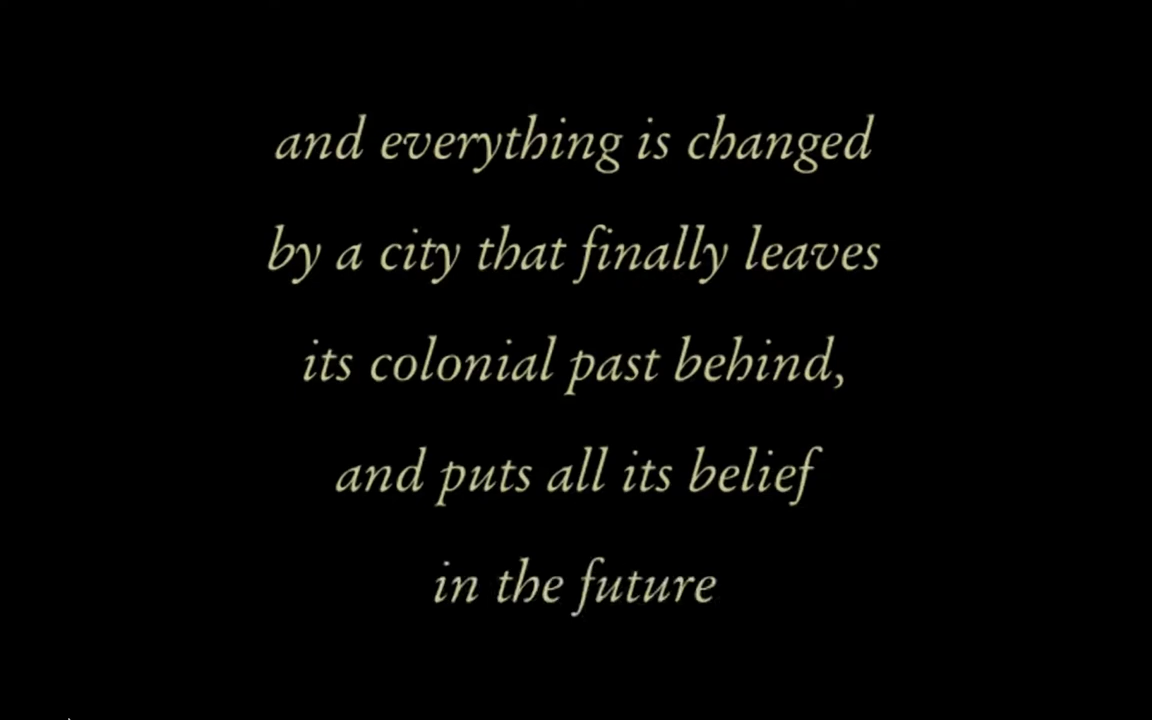 and everything is changed
by a city that finally leaves
its colonial past behind,
and puts all its belief
in the future